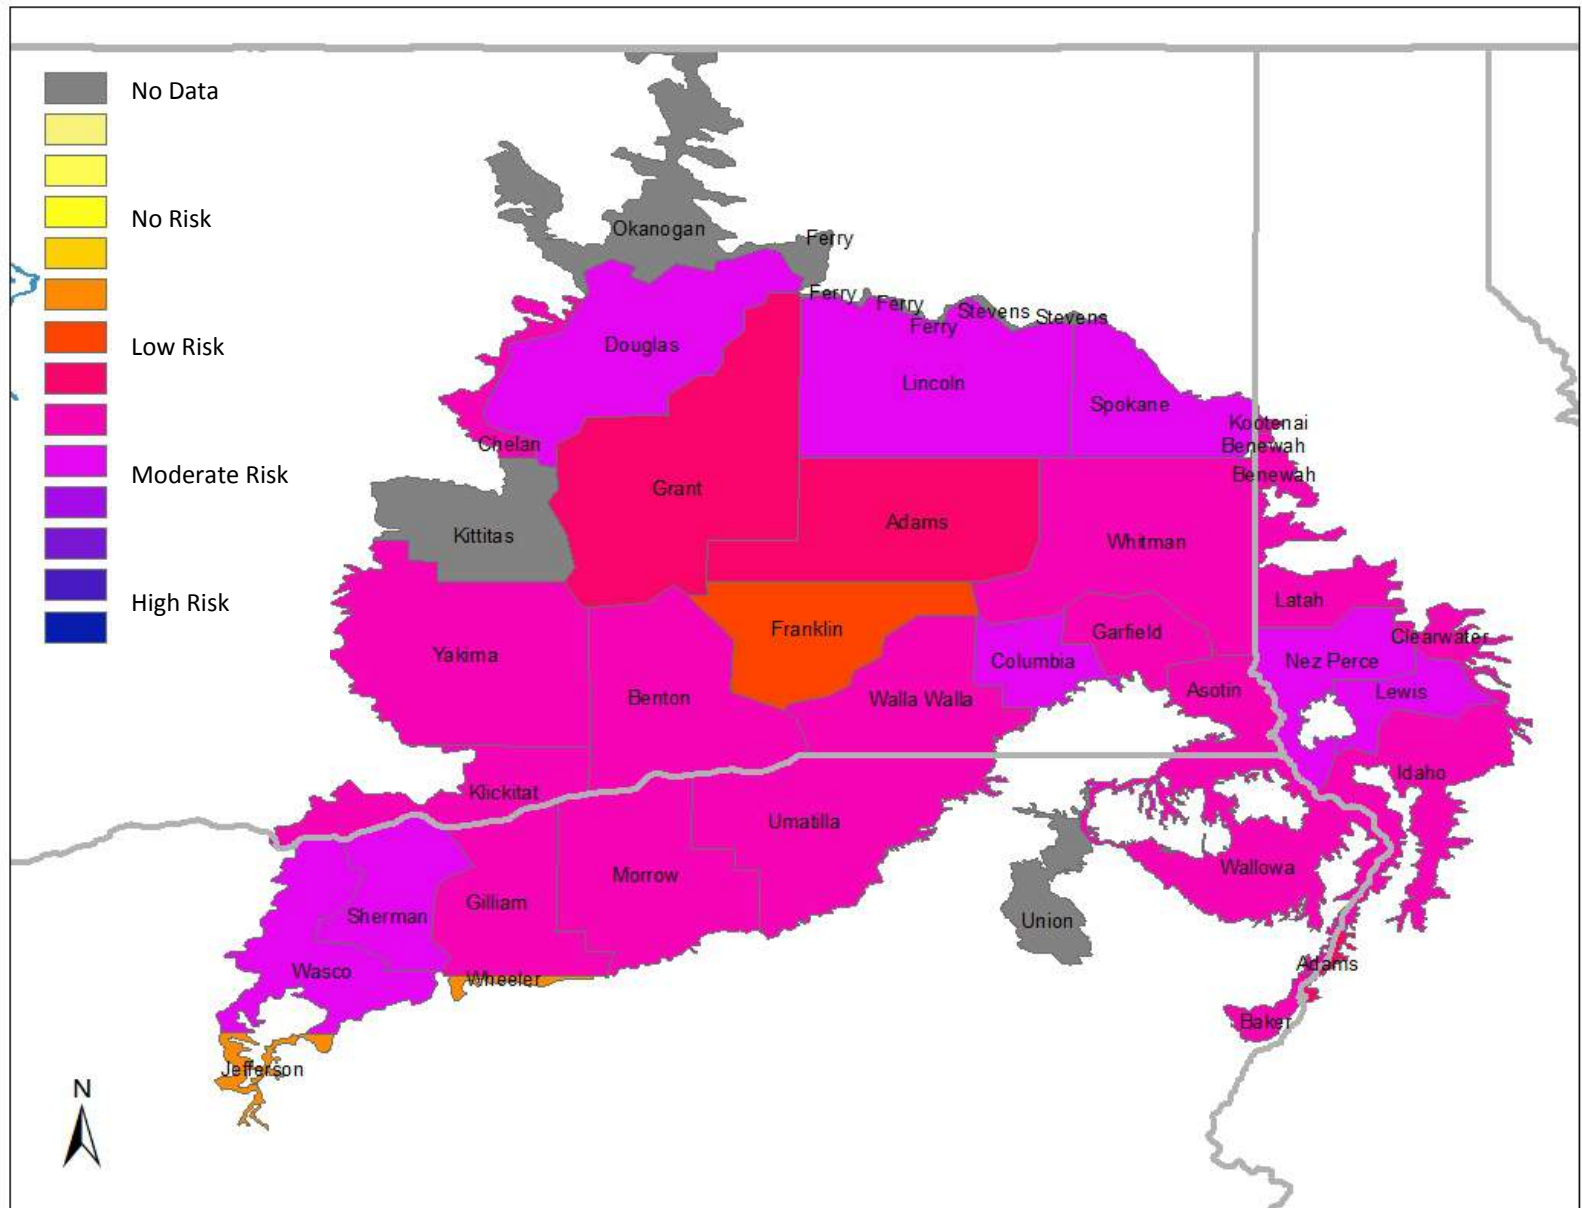 No Data
No Risk
Low Risk
Moderate Risk
High Risk
Okanogan
Ferry
Ferry
Ferry
Ferry
Stevens
Stevens
Douglas
Lincoln
Spokane
Kootenai
Benewah
Benewah
Chelan
Grant
Adams
Kittitas
Whitman
Latah
Franklin
Garfield
Clearwater
Yakima
Columbia
Nez Perce
Benton
Walla Walla
Asotin
Lewis
Klickitat
Idaho
Umatilla
Morrow
Wallowa
Gilliam
Sherman
Union
Wasco
Wheeler
Adams
Baker
Jefferson
N